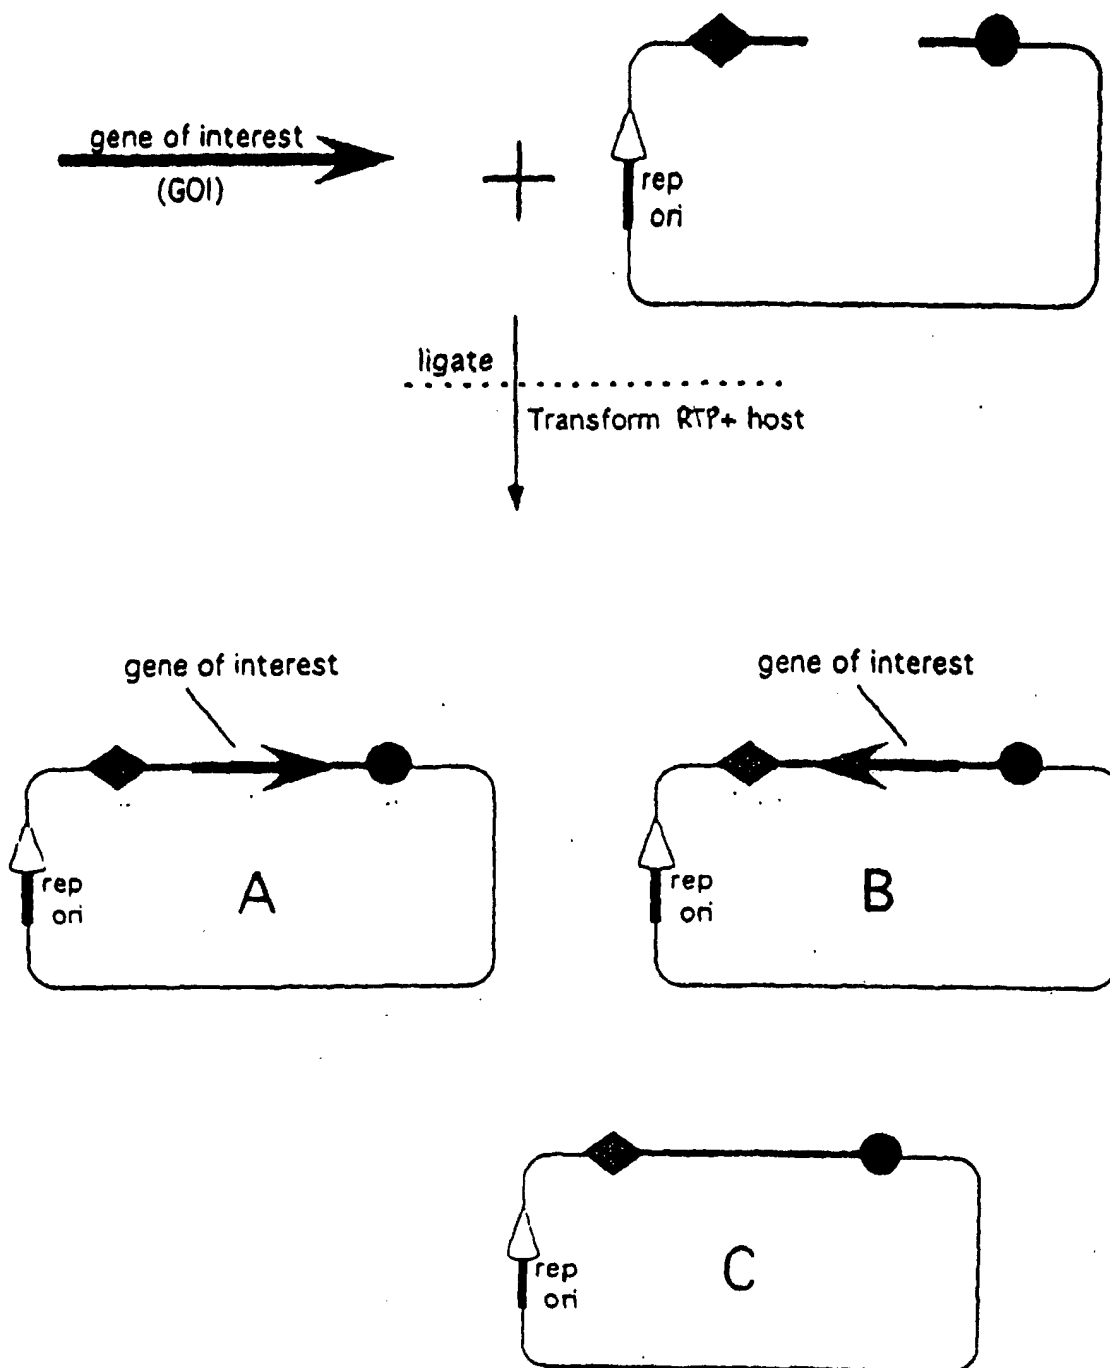 gene of interest
(GOI)
rep
ori
ligate
Transform RTP+ host
gene of interest
gene of interest
rep
ori
A
rep
ori
B
rep
ori
C